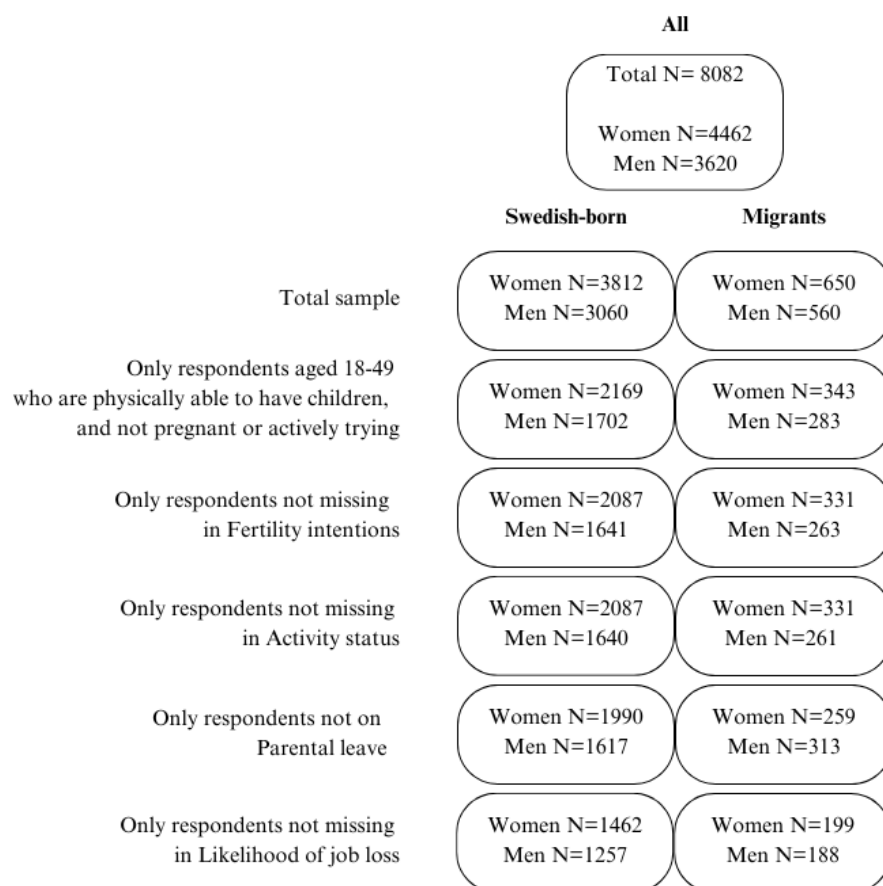 All
Total N= 8082
Women N=4462
Men N=3620
Swedish-born Migrants
Total sample
Women N=3812
Men N=3060
Women N=650
Men N=560
Only respondents aged 18-49
who are physically able to have children,
and not pregnant or actively trying
Women N=2169
Men N=1702
Women N=343
Men N=283
Only respondents not missing
in Fertility intentions
Women N=2087
Men N=1641
Women N=331
Men N=263
Only respondents not missing
in Activity status
Women N=2087
Men N=1640
Women N=331
Men N=261
Only respondents not on
Parental leave
Women N=1990
Men N=1617
Women N=259
Men N=313
Only respondents not missing
in Likelihood of job loss
Women N=1462
Men N=1257
Women N=199
Men N=188